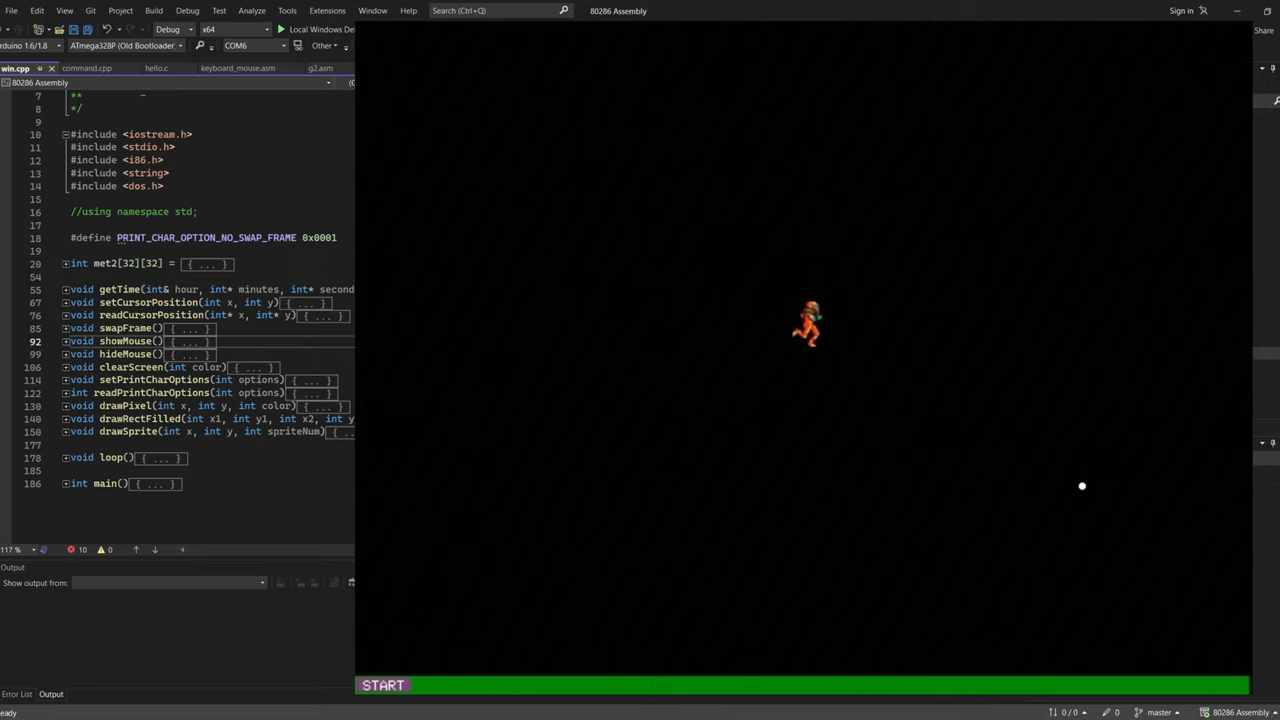 File Edit View Git Project Build Debug Test Analyze Tools Extensions Window Help Search (Ctrl+Q) 80286 Assembly Sign in
Debug x64 Local Windows De
rduino 1.6/1.8 ATmega328P (Old Bootloader) COM6 Other Share
win.cpp command.cpp hello.c keyboard_mouse.asm g2.asm
80286 Assembly
7 **
8 */
9
10 #include <iostream.h>
11 #include <stdio.h>
12 #include <i86.h>
13 #include <string>
14 #include <dos.h>
15
16 //using namespace std;
17
18 #define PRINT_CHAR_OPTION_NO_SWAP_FRAME 0x0001
19
20 int met2[32][32] = { ... }
54
55 void getTime(int& hour, int* minutes, int* second
67 void setCursorPosition(int x, int y){ ... }
76 void readCursorPosition(int* x, int* y){ ... }
85 void swapFrame(){ ... }
92 void showMouse(){ ... }
99 void hideMouse(){ ... }
106 void clearScreen(int color){ ... }
114 void setPrintCharOptions(int options){ ... }
122 int readPrintCharOptions(int options){ ... }
130 void drawPixel(int x, int y, int color){ ... }
140 void drawRectFilled(int x1, int y1, int x2, int y
150 void drawSprite(int x, int y, int spriteNum){ ..
177
178 void loop(){ ... }
185
186 int main(){ ... }
117 % 10 0
Output
Show output from:
START
Error List Output
eady 0 / 0 0 master 80286 Assembly